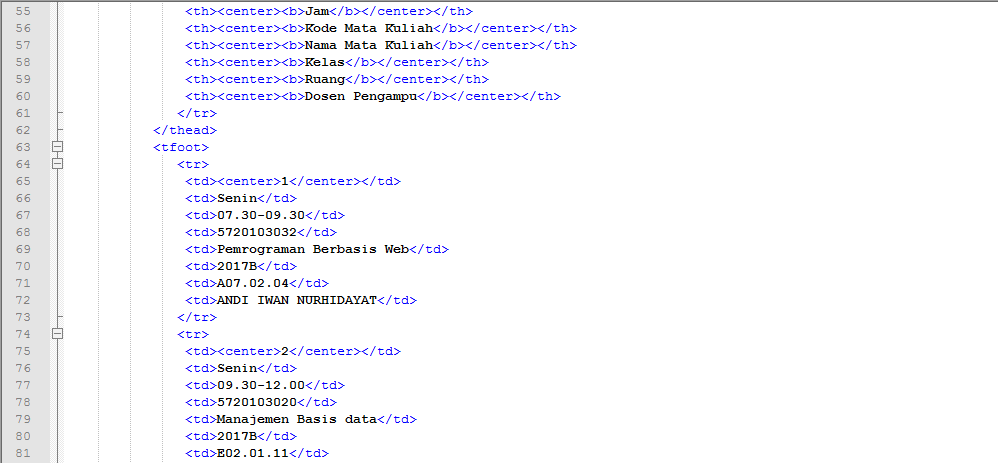 55 <th><center><b>Jam</b></center></th>
56 <th><center><b>Kode Mata Kuliah</b></center></th>
57 <th><center><b>Nama Mata Kuliah</b></center></th>
58 <th><center><b>Kelas</b></center></th>
59 <th><center><b>Ruang</b></center></th>
60 <th><center><b>Dosen Pengampu</b></center></th>
61 </tr>
62 </thead>
63 <tfoot>
64 <tr>
65 <td><center>1</center></td>
66 <td>Senin</td>
67 <td>07.30-09.30</td>
68 <td>5720103032</td>
69 <td>Pemrograman Berbasis Web</td>
70 <td>2017B</td>
71 <td>A07.02.04</td>
72 <td>ANDI IWAN NURHIDAYAT</td>
73 </tr>
74 <tr>
75 <td><center>2</center></td>
76 <td>Senin</td>
77 <td>09.30-12.00</td>
78 <td>5720103020</td>
79 <td>Manajemen Basis data</td>
80 <td>2017B</td>
81 <td>E02.01.11</td>